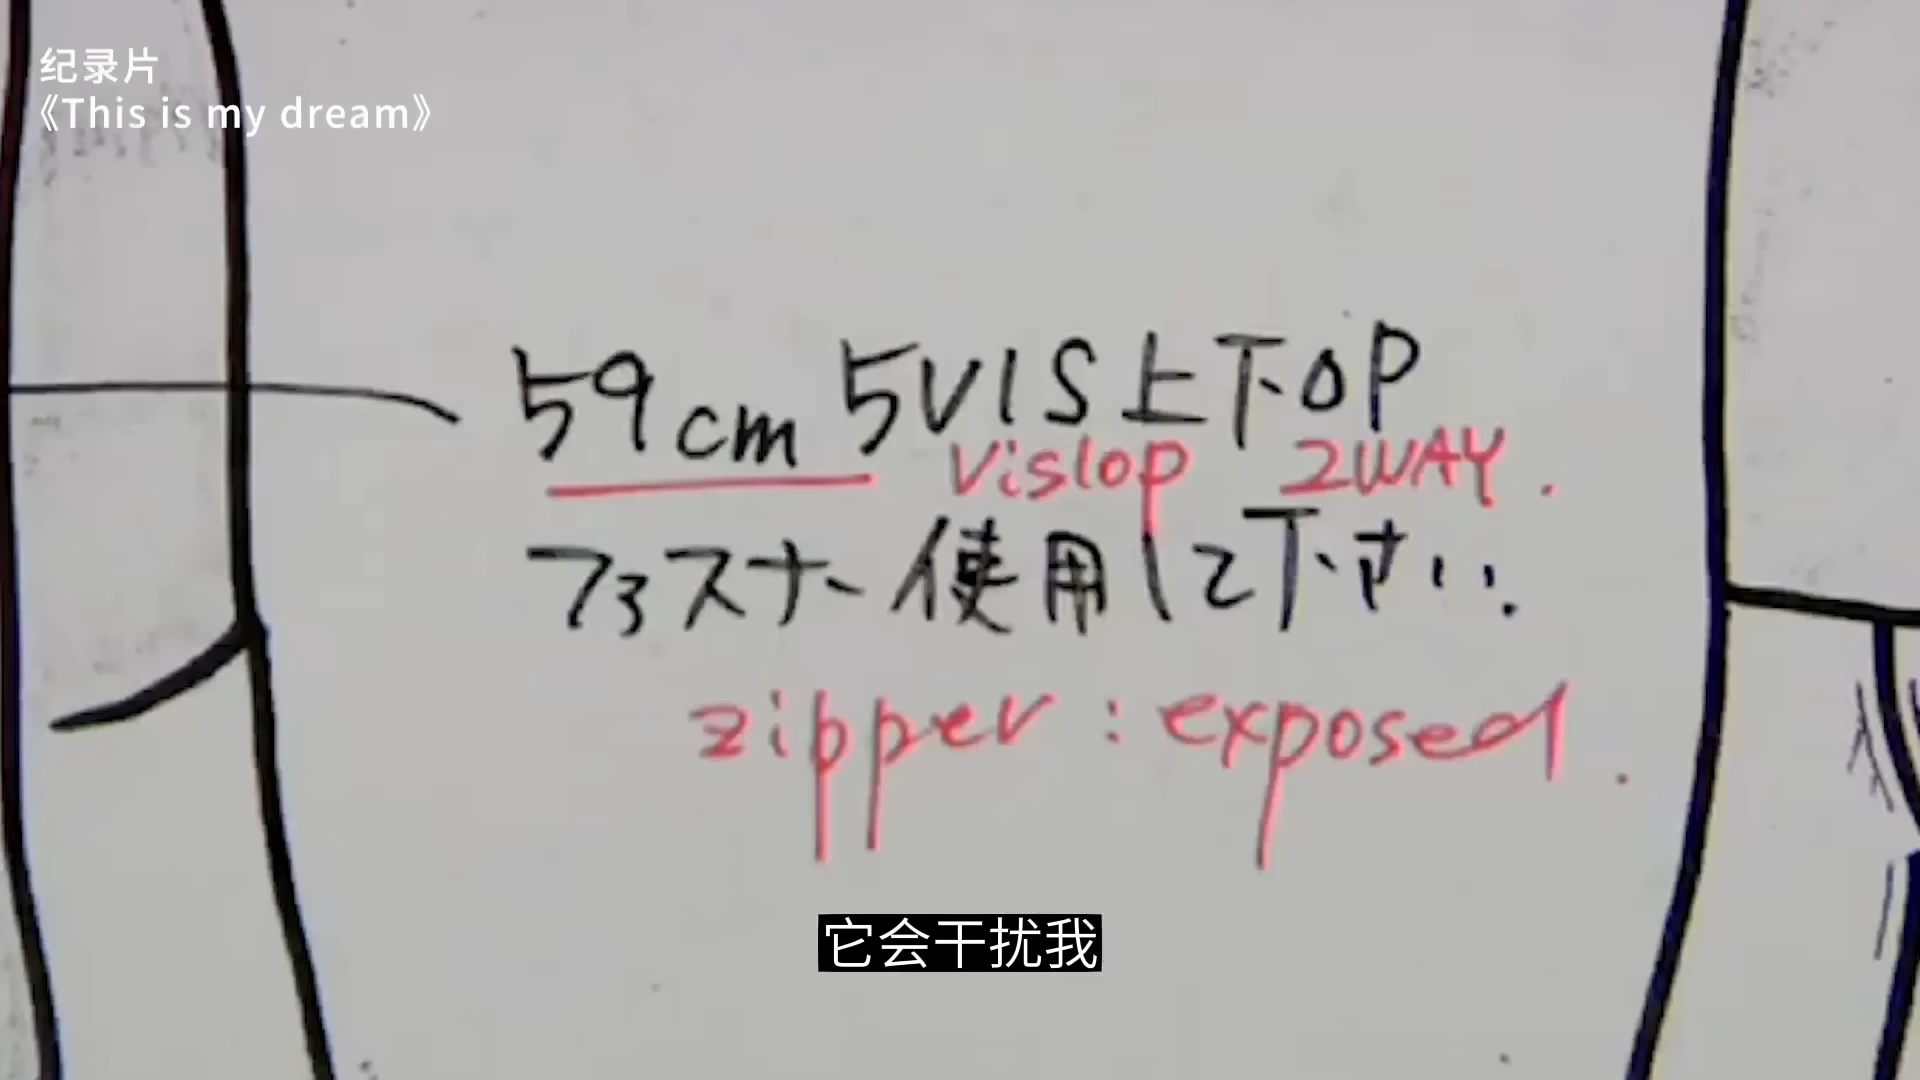 纪录片
《This is my dream》
59cm 5VIS上下OP
Vislop 2WAY.
ファスナー使用して下さい.
zipper : exposed.
它会干扰我